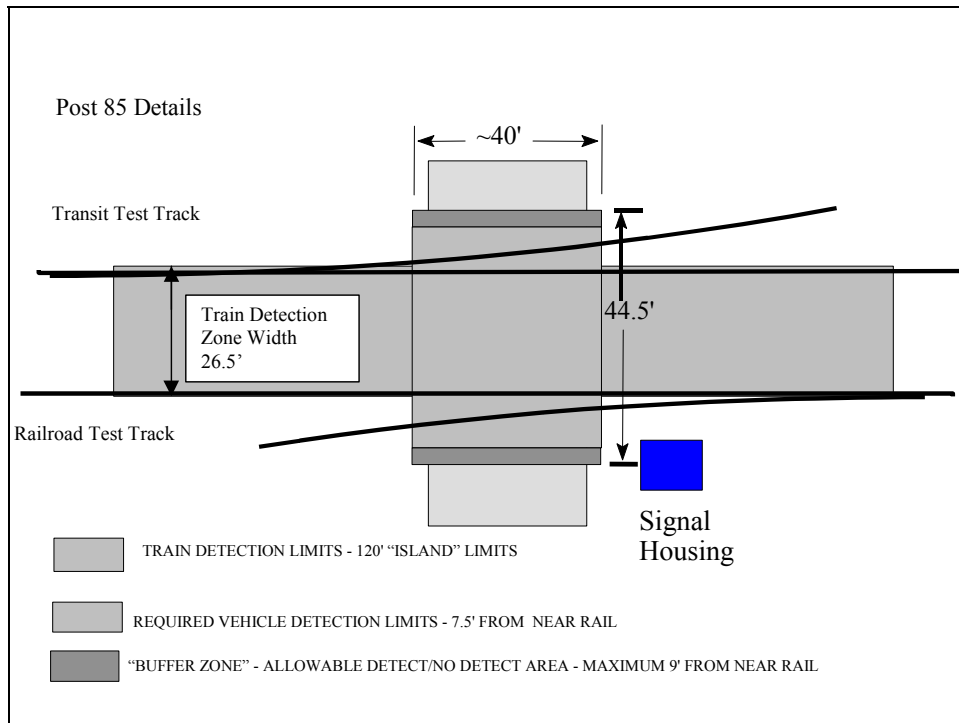 Post 85 Details
~40'
Transit Test Track
Train Detection
Zone Width
26.5’
44.5'
Railroad Test Track
Signal
Housing
TRAIN DETECTION LIMITS - 120' “ISLAND” LIMITS
REQUIRED VEHICLE DETECTION LIMITS - 7.5' FROM NEAR RAIL
“BUFFER ZONE” - ALLOWABLE DETECT/NO DETECT AREA - MAXIMUM 9' FROM NEAR RAIL